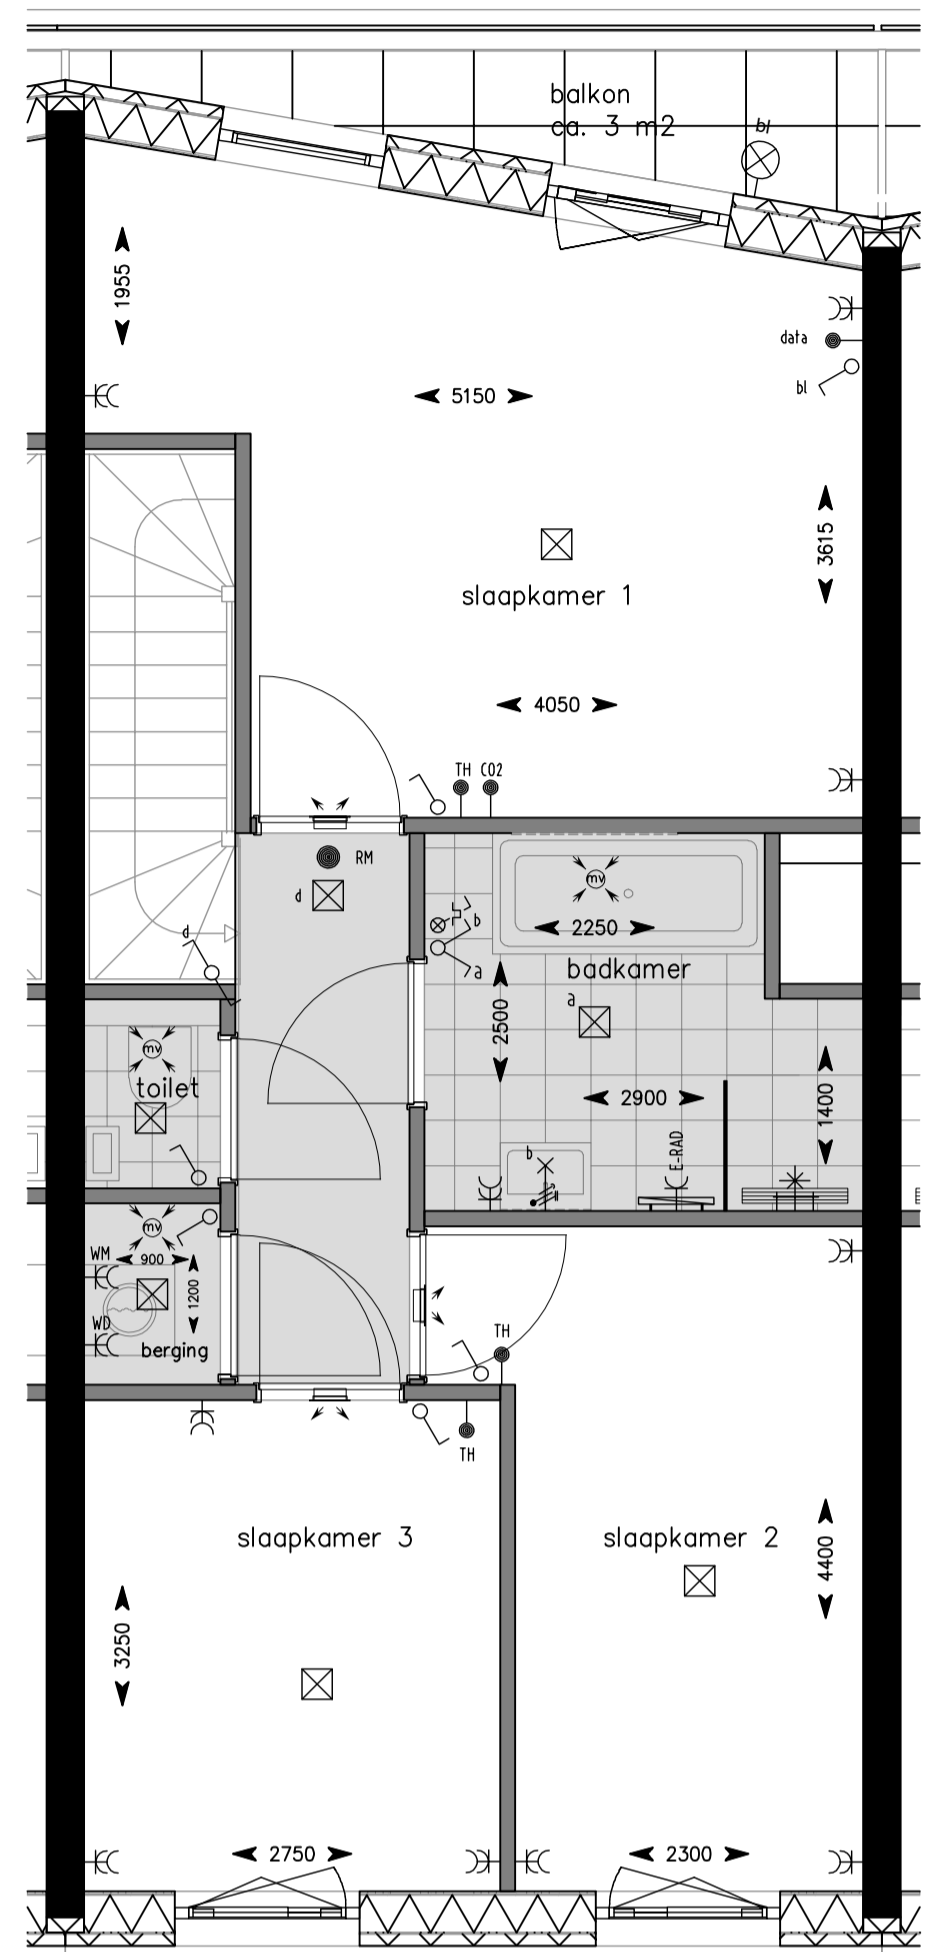 balkon
ca. 3 m2
bl
1955
data
bl
5150
3615
slaapkamer 1
4050
TH CO2
RM
d
mv
b
2250
d
a
badkamer
a
2500
mv
toilet
2900
1400
E-RAD
b
mv
WM
900
1200
WD
berging
TH
TH
slaapkamer 3
slaapkamer 2
4400
3250
2750
2300